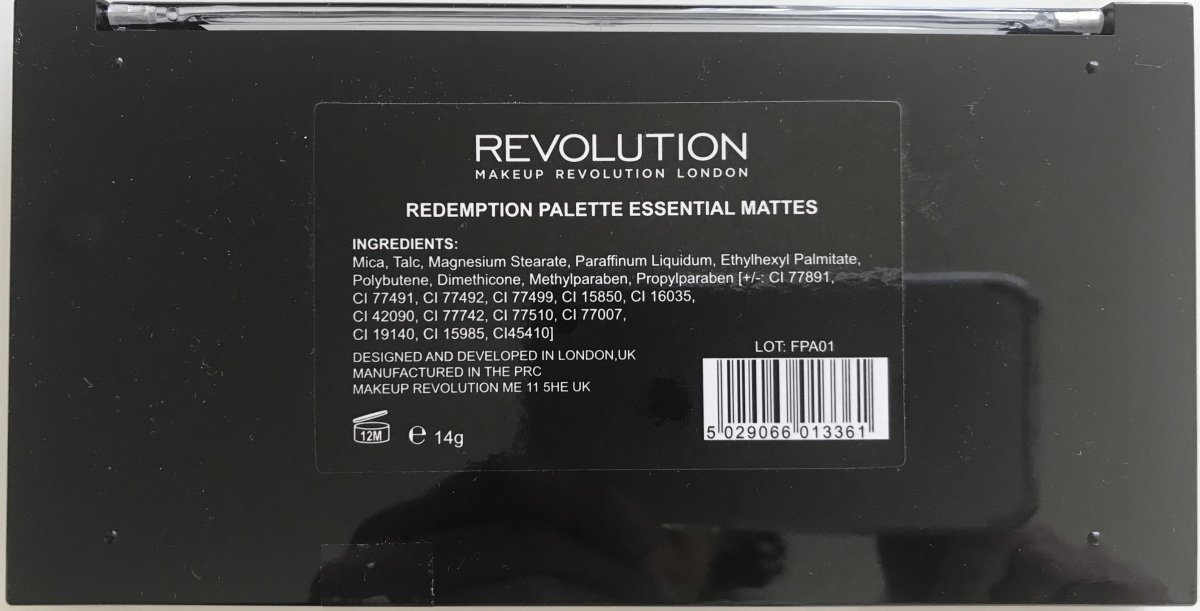 REVOLUTION
MAKEUP REVOLUTION LONDON
REDEMPTION PALETTE ESSENTIAL MATTES
INGREDIENTS:
Mica, Talc, Magnesium Stearate, Paraffinum Liquidum, Ethylhexyl Palmitate,
Polybutene, Dimethicone, Methylparaben, Propylparaben [+/-: CI 77891,
CI 77491, CI 77492, CI 77499, CI 15850, CI 16035,
CI 42090, CI 77742, CI 77510, CI 77007,
CI 19140, CI 15985, CI45410]
DESIGNED AND DEVELOPED IN LONDON,UK
MANUFACTURED IN THE PRC
MAKEUP REVOLUTION ME 11 5HE UK
12M
℮ 14g
LOT: FPA01
5 029066 013361